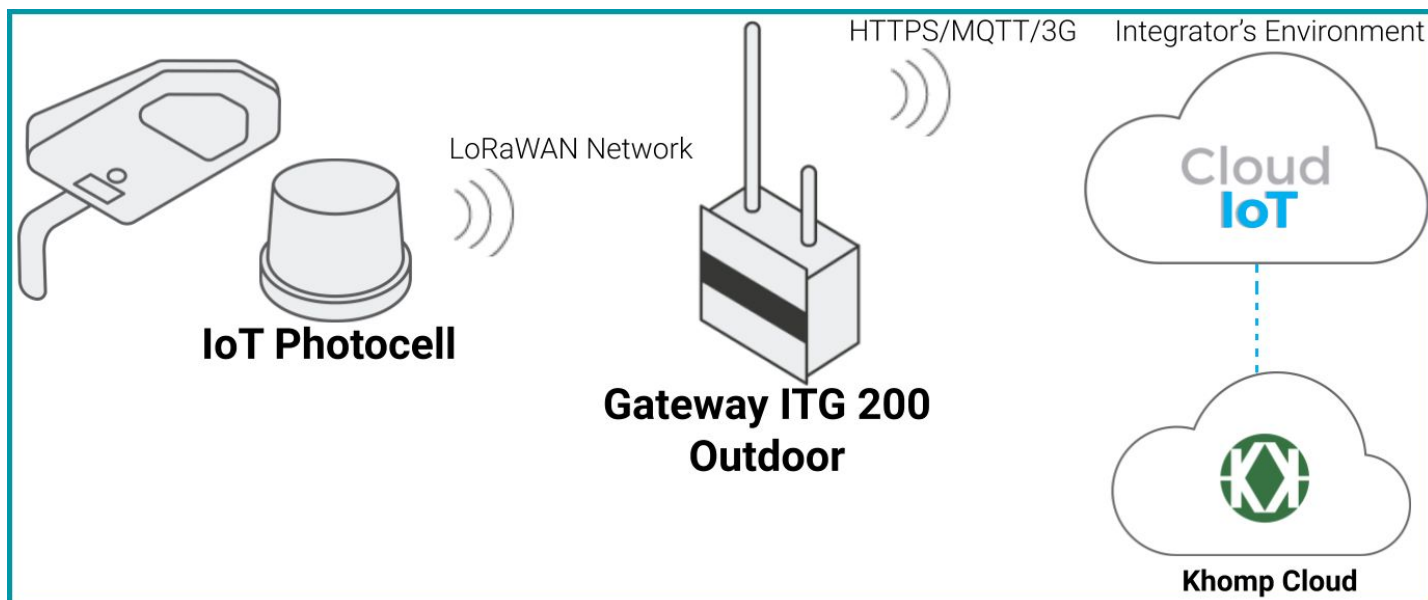 HTTPS/MQTT/3G
Integrator's Environment
LoRaWAN Network
Cloud
IoT
IoT Photocell
Gateway ITG 200
Outdoor
Khomp Cloud